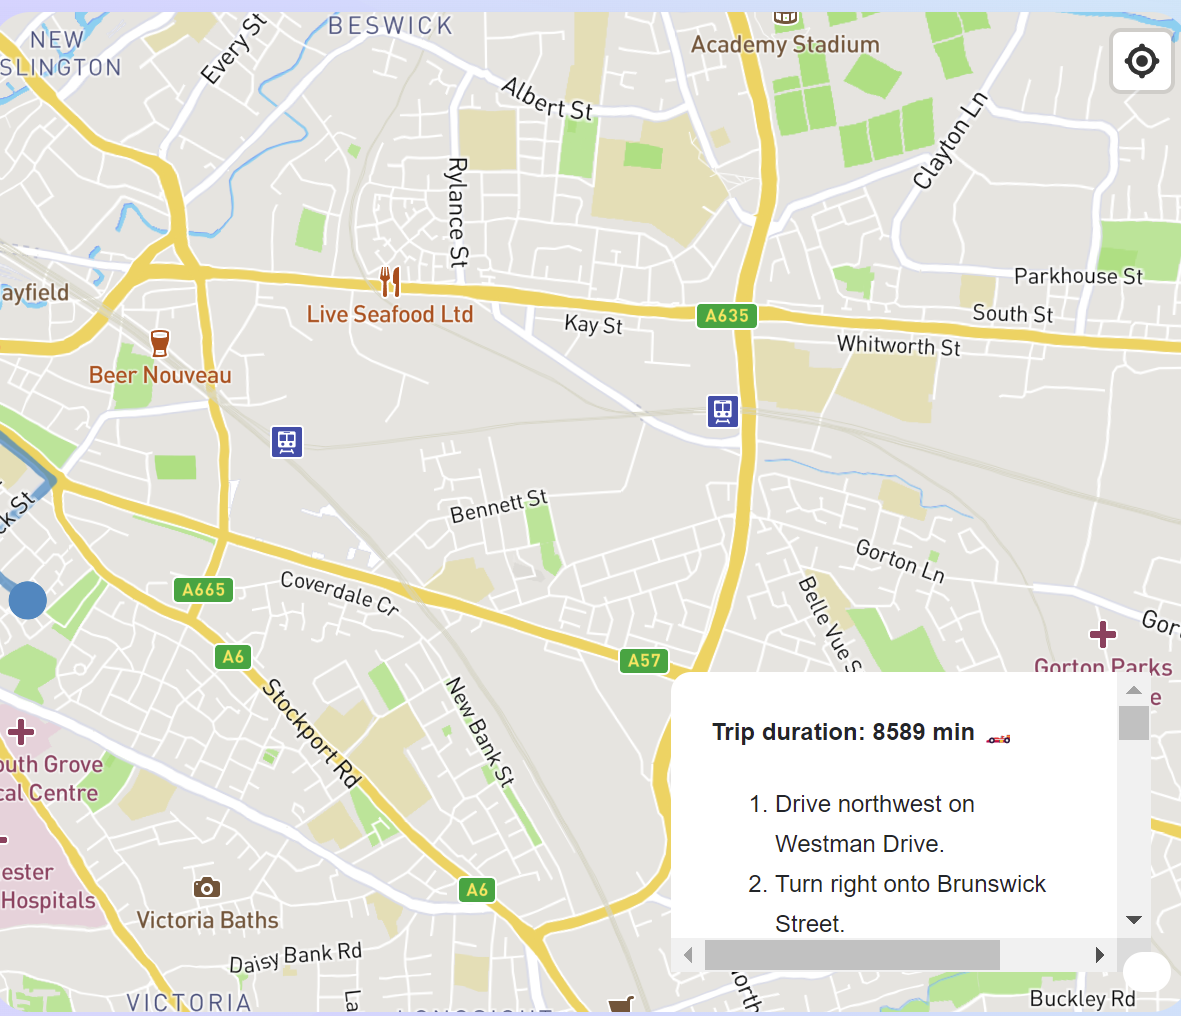 BESWICK
NEW
SLINGTON
Every St
Academy Stadium
Albert St
Clayton Ln
Rylance St
Parkhouse St
ayfield
Live Seafood Ltd
Kay St
A635
South St
Whitworth St
Beer Nouveau
ck St
Bennett St
Gorton Ln
A665
Coverdale Cr
Belle Vue S
Gor
A6
A57
Gorton Parks
e
Stockport Rd
New Bank St
outh Grove
cal Centre
Trip duration: 8589 min
1. Drive northwest on
Westman Drive.
2. Turn right onto Brunswick
Street.
ester
Hospitals
A6
Victoria Baths
Daisy Bank Rd
VICTORIA
La
North
Buckley Rd